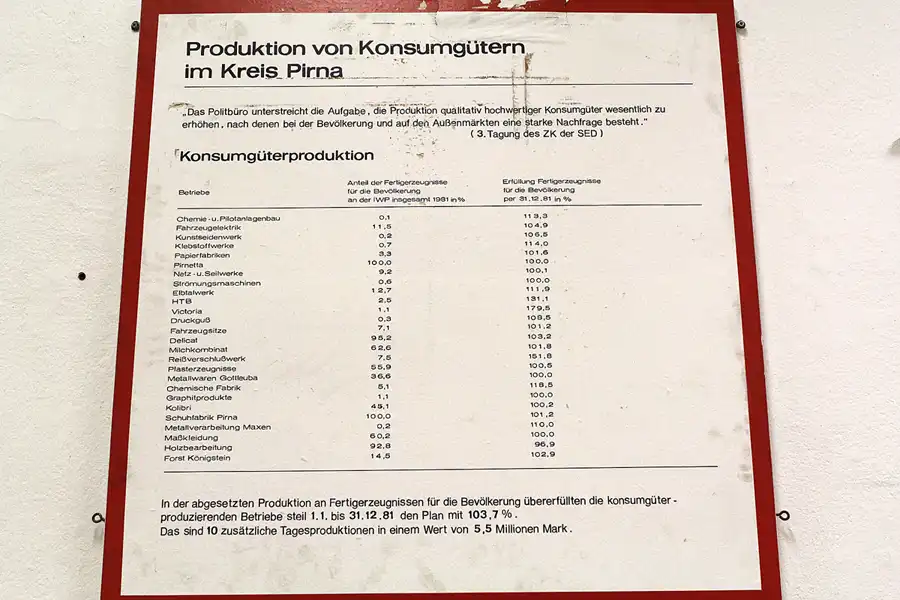 Produktion von Konsumgütern
im Kreis Pirna
„Das Politbüro unterstreicht die Aufgabe, die Produktion qualitativ hochwertiger Konsumgüter wesentlich zu
erhöhen, nach denen bei der Bevölkerung und auf den Außenmärkten eine starke Nachfrage besteht."
(3.Tagung des ZK der SED)
Konsumgüterproduktion
Betriebe Anteil der Fertigerzeugnisse für die Bevölkerung an der IWP insgesamt 1981 in % Erfüllung Fertigerzeugnisse für die Bevölkerung per 31.12.81 in %
Chemie-u. Pilotanlagenbau 0,1 113,3
Fahrzeugelektrik 11,5 104,9
Kunstseidenwerk 0,2 106,5
Klebstoffwerke 0,7 114,0
Papierfabriken 3,3 101,6
Pirnetta 100,0 100,0
Netz-u. Seilwerke 9,2 100,1
Strömungsmaschinen 0,6 100,0
Elbtalwerk 12,7 111,9
HTB 2,5 131,1
Victoria 1,1 179,5
Druckguß 0,3 108,5
Fahrzeugsitze 7,1 101,2
Delicat 95,2 103,2
Milchkombinat 62,6 101,8
Reißverschlußwerk 7,5 151,8
Plasterzeugnisse 55,9 100,5
Metallwaren Gottleuba 36,6 100,0
Chemische Fabrik 5,1 118,5
Graphitprodukte 1,1 100,0
Kolibri 45,1 100,2
Schuhfabrik Pirna 100,0 101,2
Metallverarbeitung Maxen 0,2 110,0
Maßkleidung 60,2 100,0
Holzbearbeitung 92,8 96,9
Forst Königstein 14,5 102,9
In der abgesetzten Produktion an Fertigerzeugnissen für die Bevölkerung übererfüllten die konsumgüter-
produzierenden Betriebe steil 1.1. bis 31.12.81 den Plan mit 103,7%.
Das sind 10 zusätzliche Tagesproduktionen in einem Wert von 5,5 Millionen Mark.